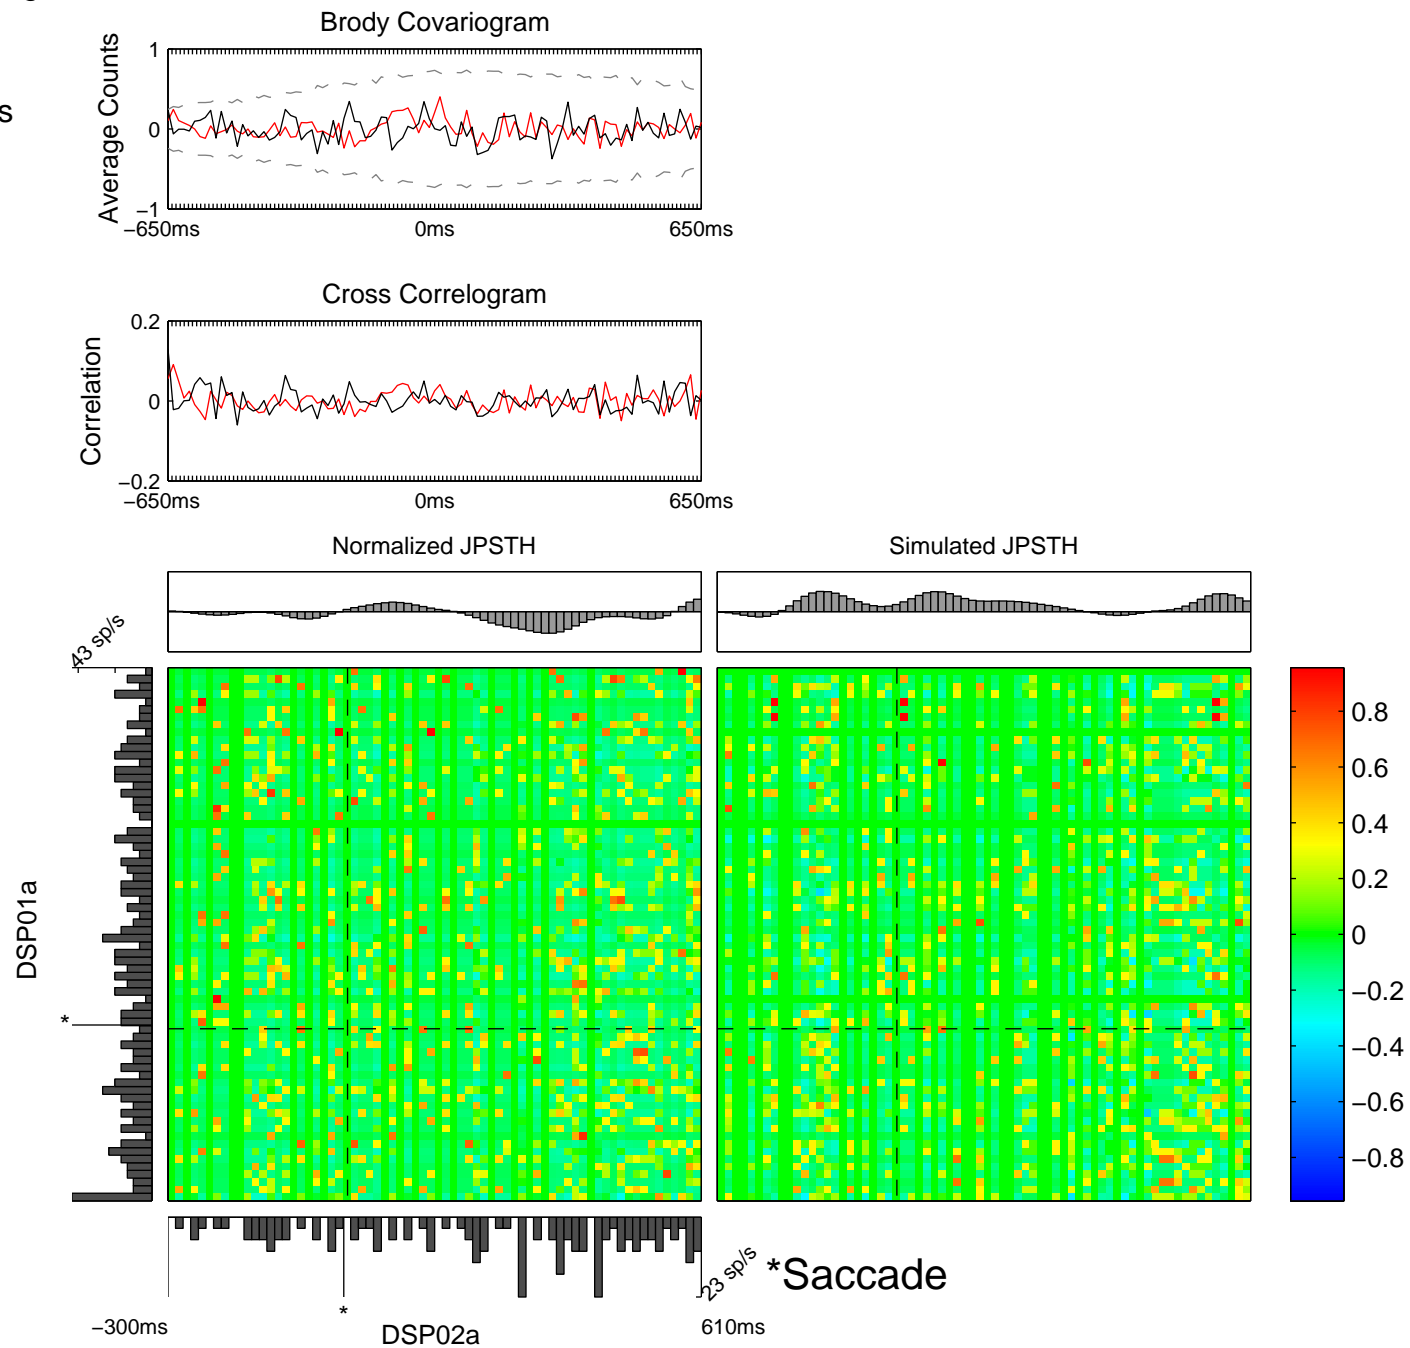 s
Brody Covariogram
Average Counts
1
0
−1
−650ms
0ms
650ms
Cross Correlogram
Correlation
0.2
0
−0.2
−650ms
0ms
650ms
Normalized JPSTH
Simulated JPSTH
43 sp/s
DSP01a
*
0.8
0.6
0.4
0.2
0
−0.2
−0.4
−0.6
−0.8
23 sp/s
*Saccade
*
−300ms
DSP02a
610ms